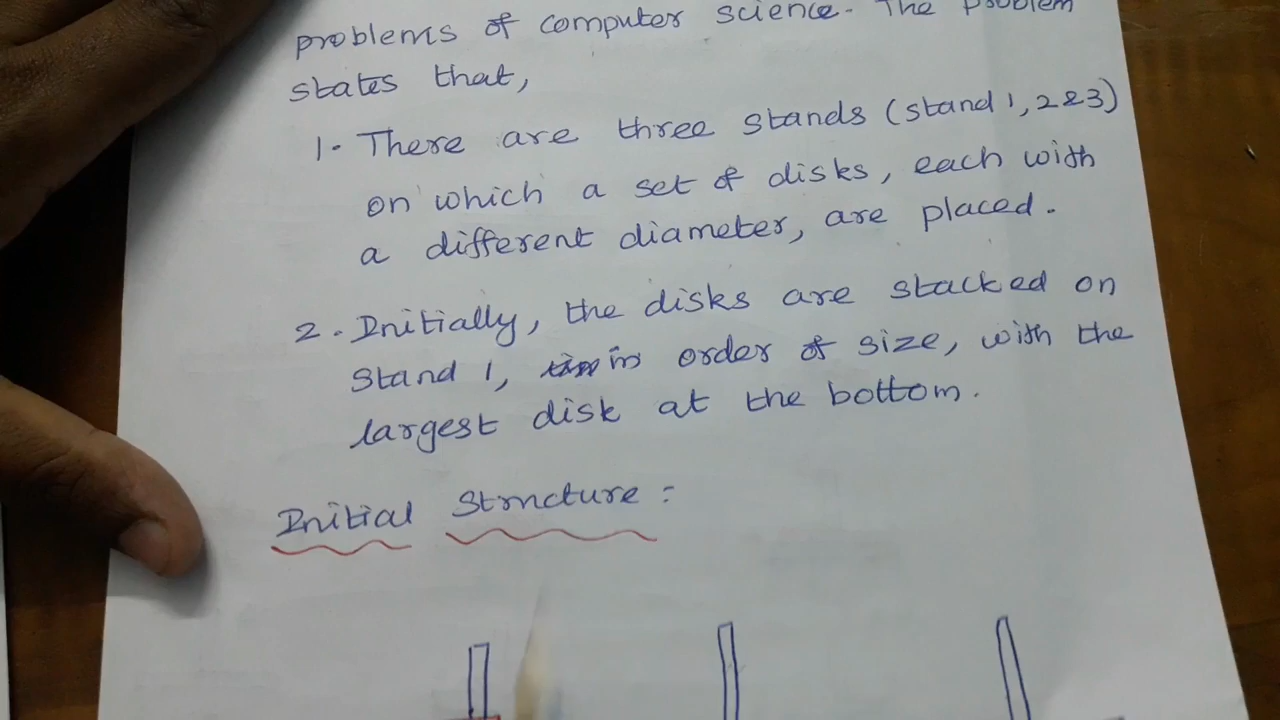 problems of computer science. The problem
states that,
1. There are three stands (stand 1, 2 & 3)
on which a set of disks, each with
a different diameter, are placed.
2. Initially, the disks are stacked on
stand 1, in order of size, with the
largest disk at the bottom.
Initial Structure: